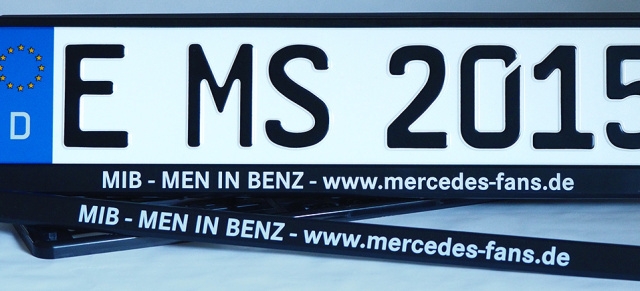 D E MS 2015
MIB - MEN IN BENZ - www.mercedes-fans.de
MIB - MEN IN BENZ - www.mercedes-fans.de